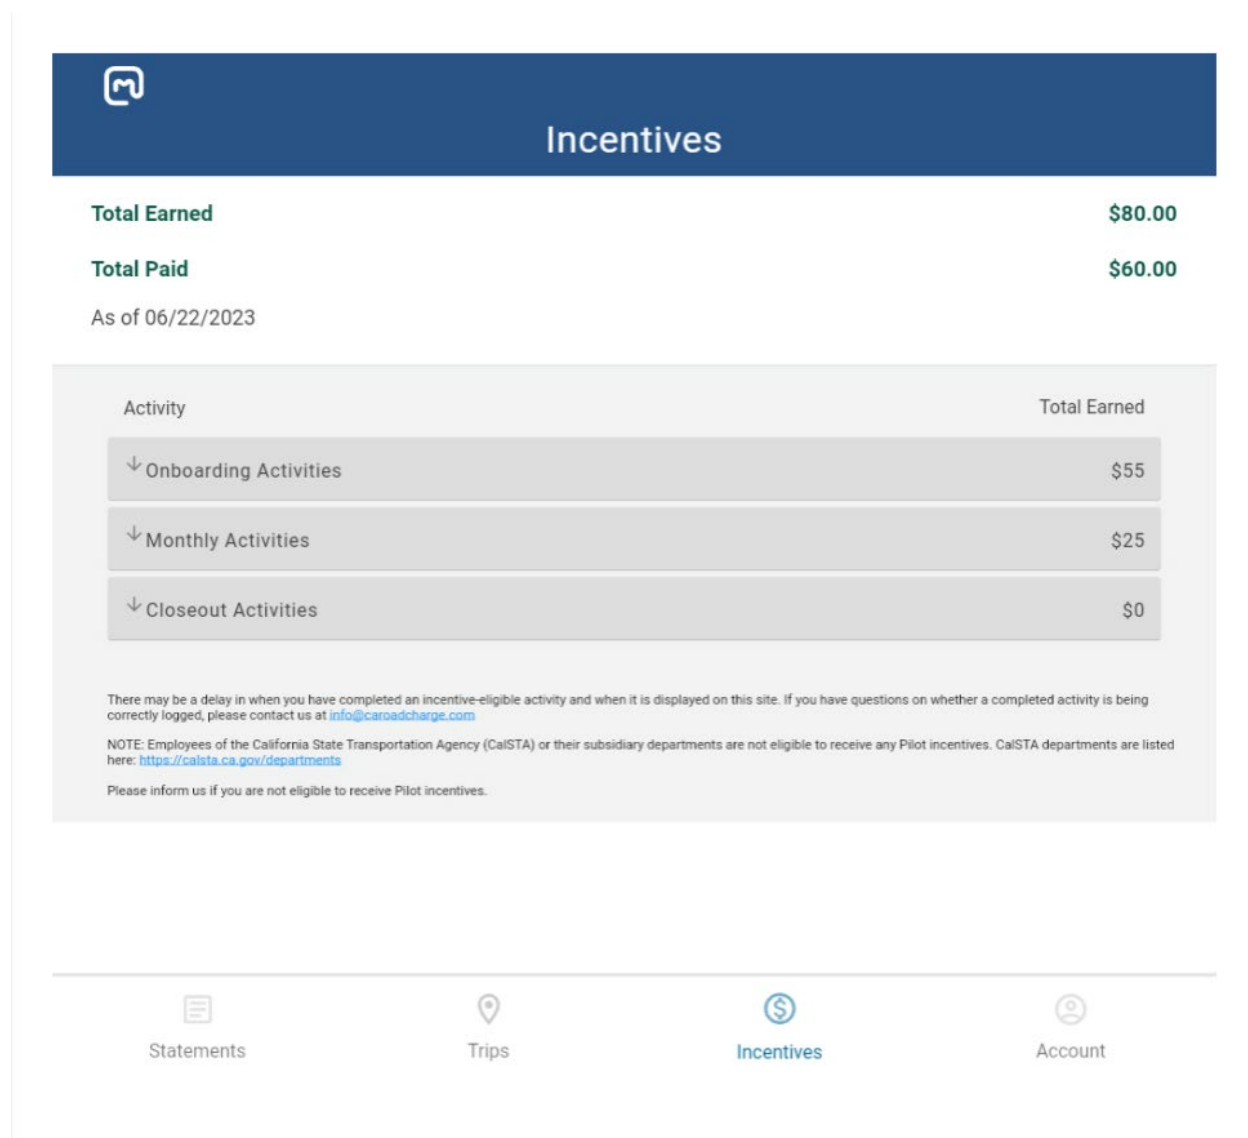 Incentives
Total Earned $80.00
Total Paid $60.00
As of 06/22/2023
Activity Total Earned
Onboarding Activities $55
Monthly Activities $25
Closeout Activities $0
There may be a delay in when you have completed an incentive-eligible activity and when it is displayed on this site. If you have questions on whether a completed activity is being
correctly logged, please contact us at info@caroadcharge.com
NOTE: Employees of the California State Transportation Agency (CalSTA) or their subsidiary departments are not eligible to receive any Pilot incentives. CalSTA departments are listed
here: https://calsta.ca.gov/departments
Please inform us if you are not eligible to receive Pilot incentives.
Statements Trips Incentives Account